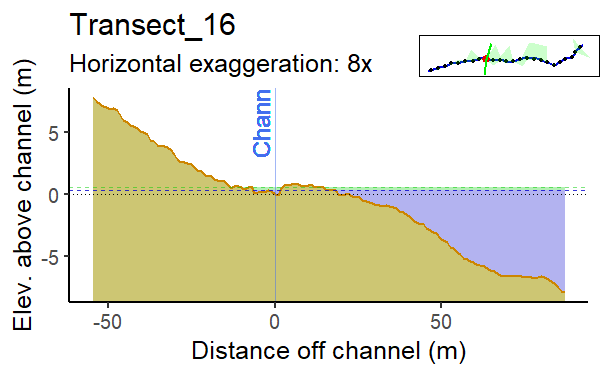 Transect_16
Horizontal exaggeration: 8x
Elev. above channel (m)
Chann
5
0
-5
-50
0
50
Distance off channel (m)